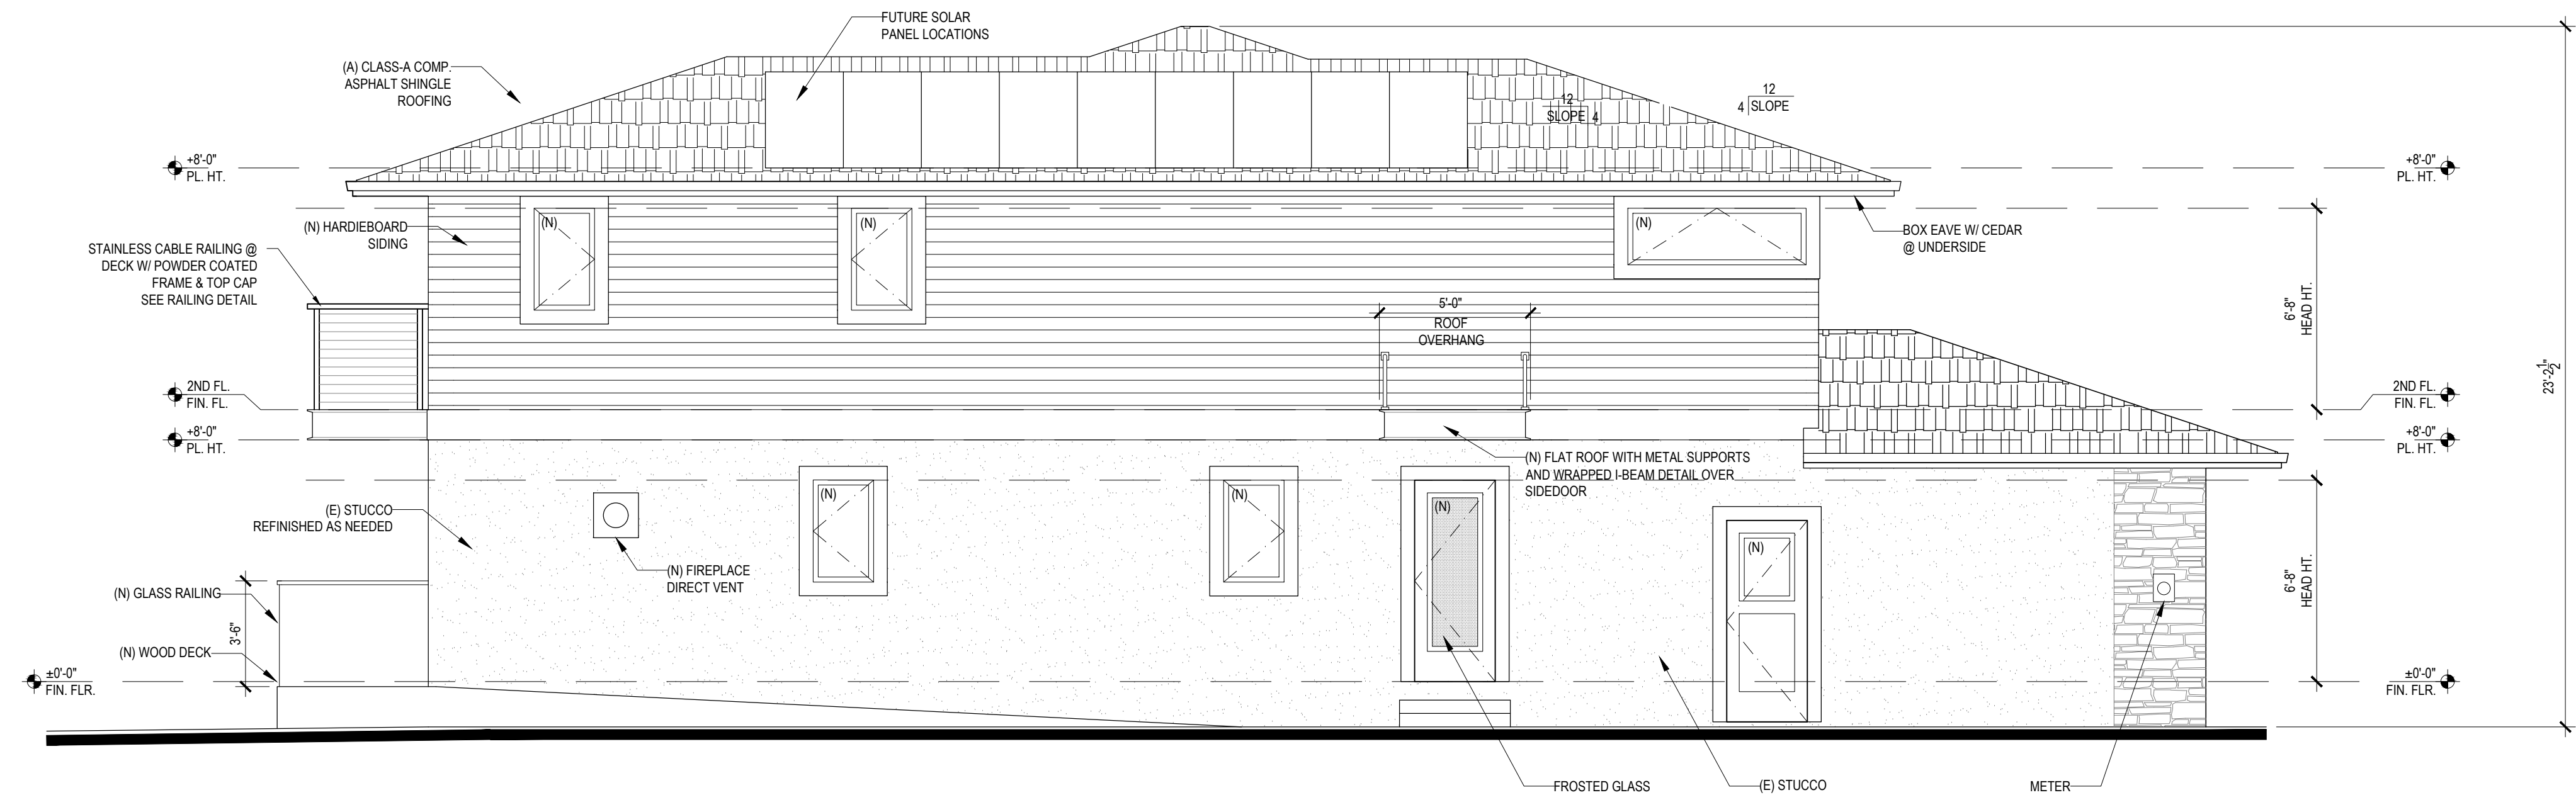 FUTURE SOLAR
PANEL LOCATIONS
(A) CLASS-A COMP.
ASPHALT SHINGLE
ROOFING
12
4 SLOPE
12
SLOPE 4
+8'-0"
PL. HT.
+8'-0"
PL. HT.
(N) HARDIEBOARD
SIDING
(N)
(N)
(N)
BOX EAVE W/ CEDAR
@ UNDERSIDE
STAINLESS CABLE RAILING @
DECK W/ POWDER COATED
FRAME & TOP CAP
SEE RAILING DETAIL
5'-0"
ROOF
OVERHANG
6'-8"
HEAD HT.
23'-2 1/2"
2ND FL.
FIN. FL.
2ND FL.
FIN. FL.
+8'-0"
PL. HT.
+8'-0"
PL. HT.
(N) FLAT ROOF WITH METAL SUPPORTS
AND WRAPPED I-BEAM DETAIL OVER
SIDEDOOR
(E) STUCCO
REFINISHED AS NEEDED
(N)
(N)
(N)
(N)
(N) FIREPLACE
DIRECT VENT
6'-8"
HEAD HT.
(N) GLASS RAILING
3'-6"
(N) WOOD DECK
±0'-0"
FIN. FLR.
±0'-0"
FIN. FLR.
FROSTED GLASS
(E) STUCCO
METER